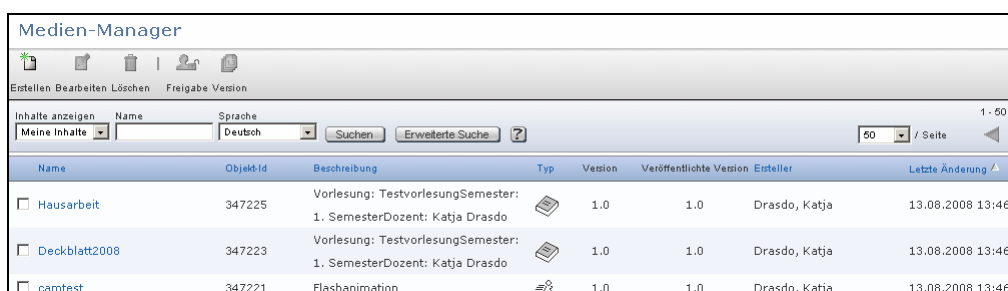 Medien-Manager
Erstellen Bearbeiten Löschen Freigabe Version
Inhalte anzeigen Name Sprache 1 - 50
Meine Inhalte Deutsch Suchen Erweiterte Suche ? 50 / Seite
Name Objekt-Id Beschreibung Typ Version Veröffentlichte Version Ersteller Letzte Änderung
Vorlesung: TestvorlesungSemester:
Hausarbeit 347225 1.0 1.0 Drasdo, Katja 13.08.2008 13:46
1. SemesterDozent: Katja Drasdo
Vorlesung: TestvorlesungSemester:
Deckblatt2008 347223 1.0 1.0 Drasdo, Katja 13.08.2008 13:46
1. SemesterDozent: Katja Drasdo
camtest 347221 Flashanimation 1.0 1.0 Drasdo, Katja 13.08.2008 13:46